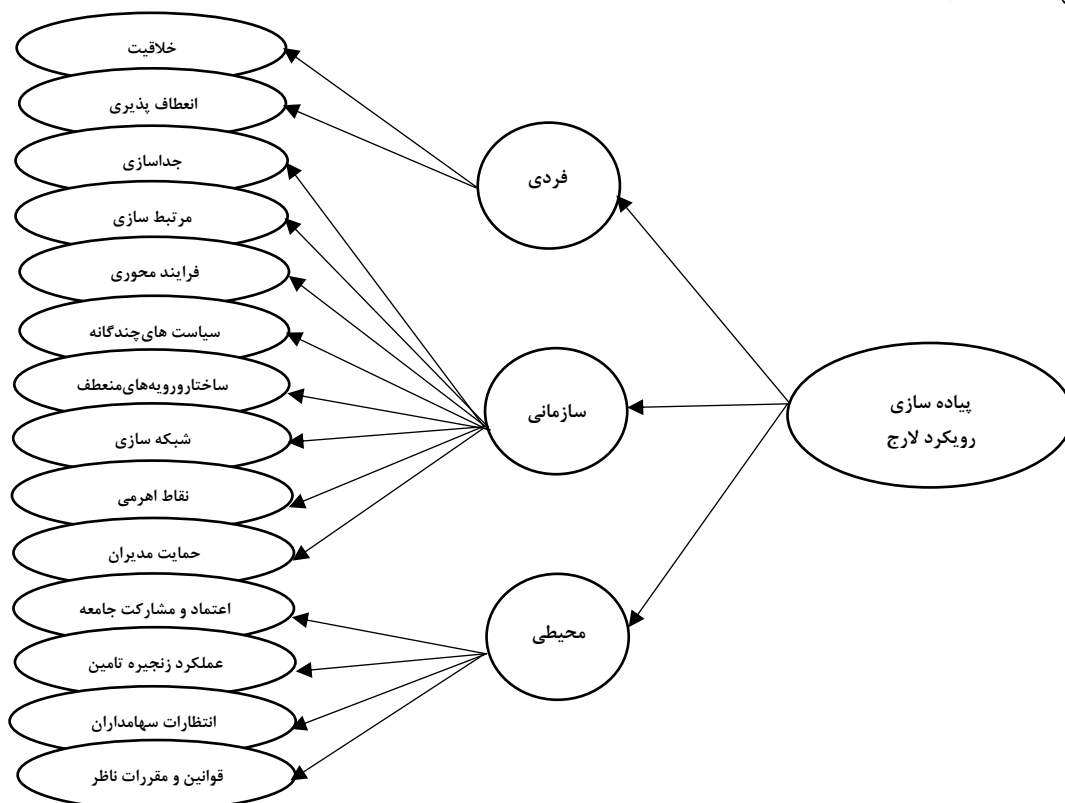 پیاده سازی
رویکرد لارج
فردی
سازمانی
محیطی
خلاقیت
انعطاف پذیری
جداسازی
مرتبط سازی
فرایند محوری
سیاست های‌چندگانه
ساختارورویه‌های‌منعطف
شبکه سازی
نقاط اهرمی
حمایت مدیران
اعتماد و مشارکت جامعه
عملکرد زنجیره تامین
انتظارات سهامداران
قوانین و مقررات ناظر